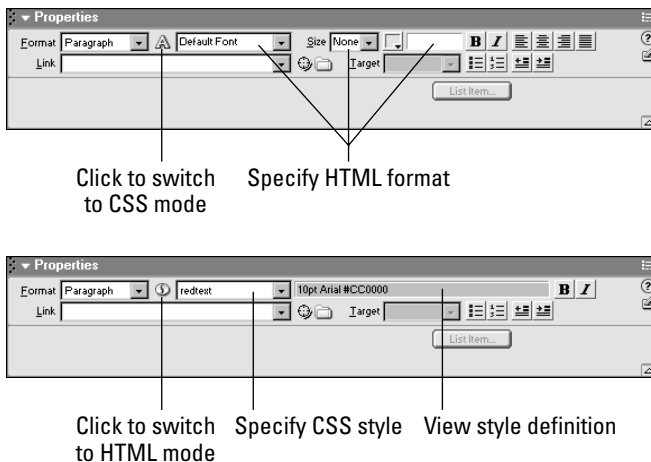 Properties
Format Paragraph Default Font Size None B I
Link Target
List Item...
Click to switch to CSS mode
Specify HTML format
Properties
Format Paragraph redtext 10pt Arial #CC0000 B I
Link Target
List Item...
Click to switch to HTML mode
Specify CSS style
View style definition